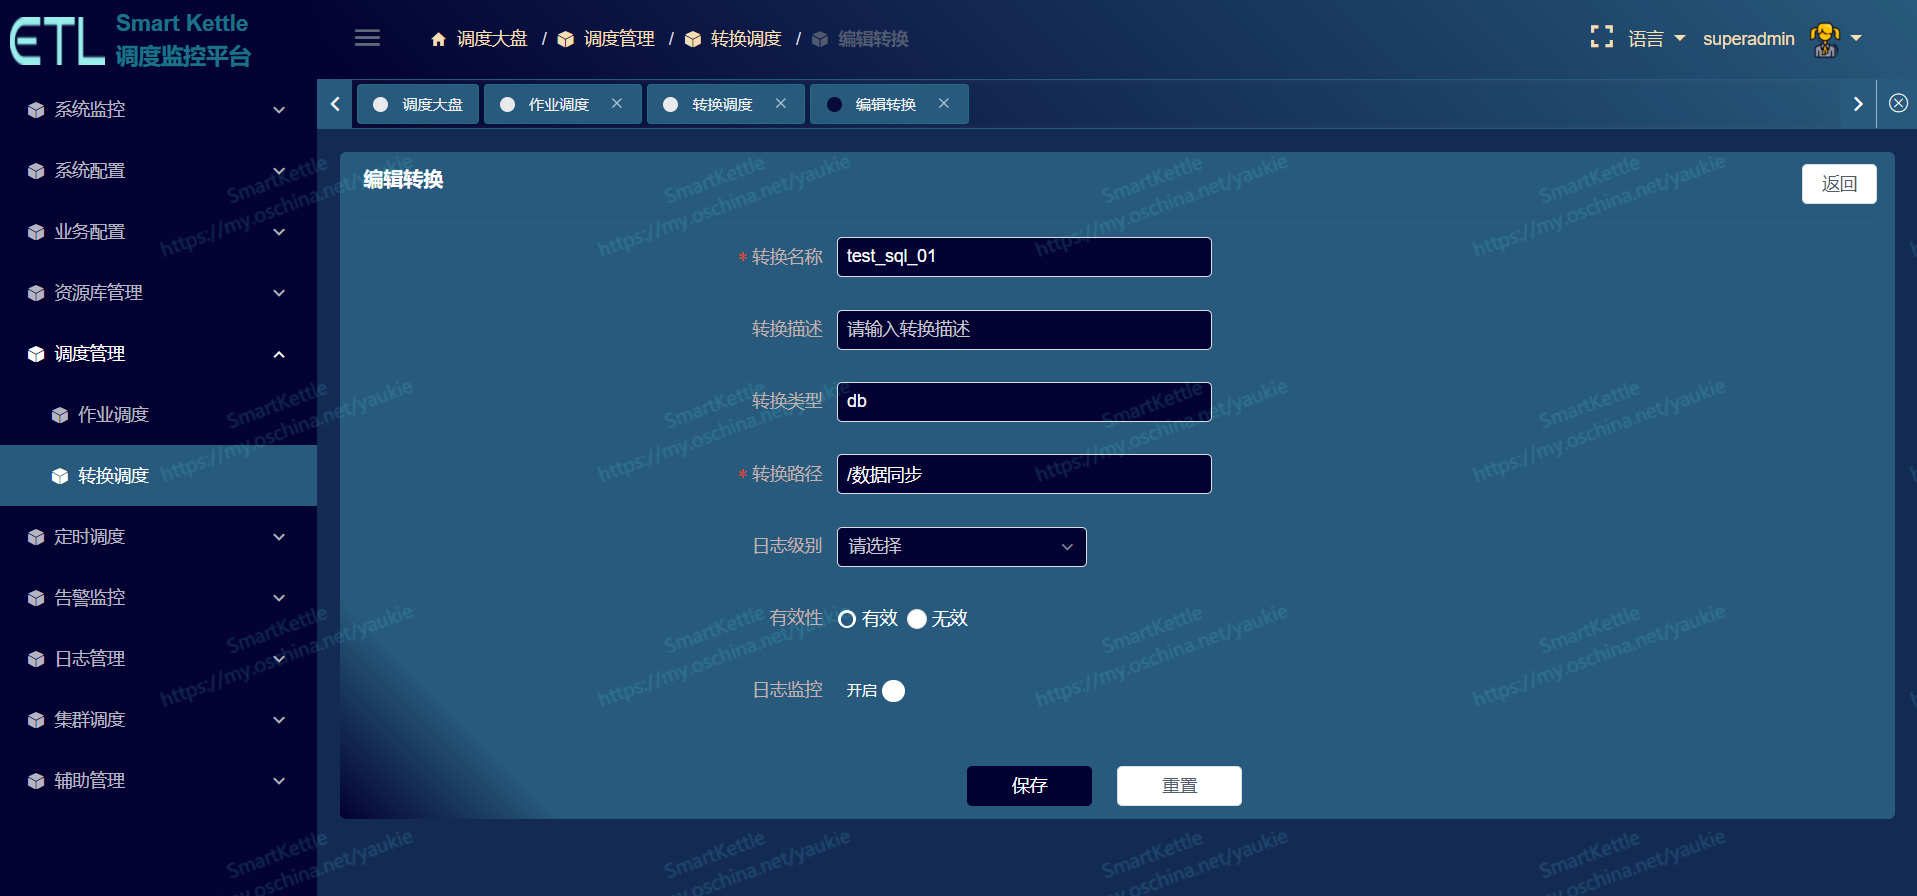 ETL
Smart Kettle
调度监控平台
调度大盘 / 调度管理 / 转换调度 / 编辑转换
语言 superadmin
调度大盘 作业调度 转换调度 编辑转换
系统监控
系统配置
业务配置
资源库管理
调度管理
作业调度
转换调度
定时调度
告警监控
日志管理
集群调度
辅助管理
编辑转换
返回
* 转换名称 test_sql_01
转换描述 请输入转换描述
转换类型 db
* 转换路径 /数据同步
日志级别 请选择
有效性 有效 无效
日志监控 开启
保存 重置
SmartKettle
https://my.oschina.net/yaukie